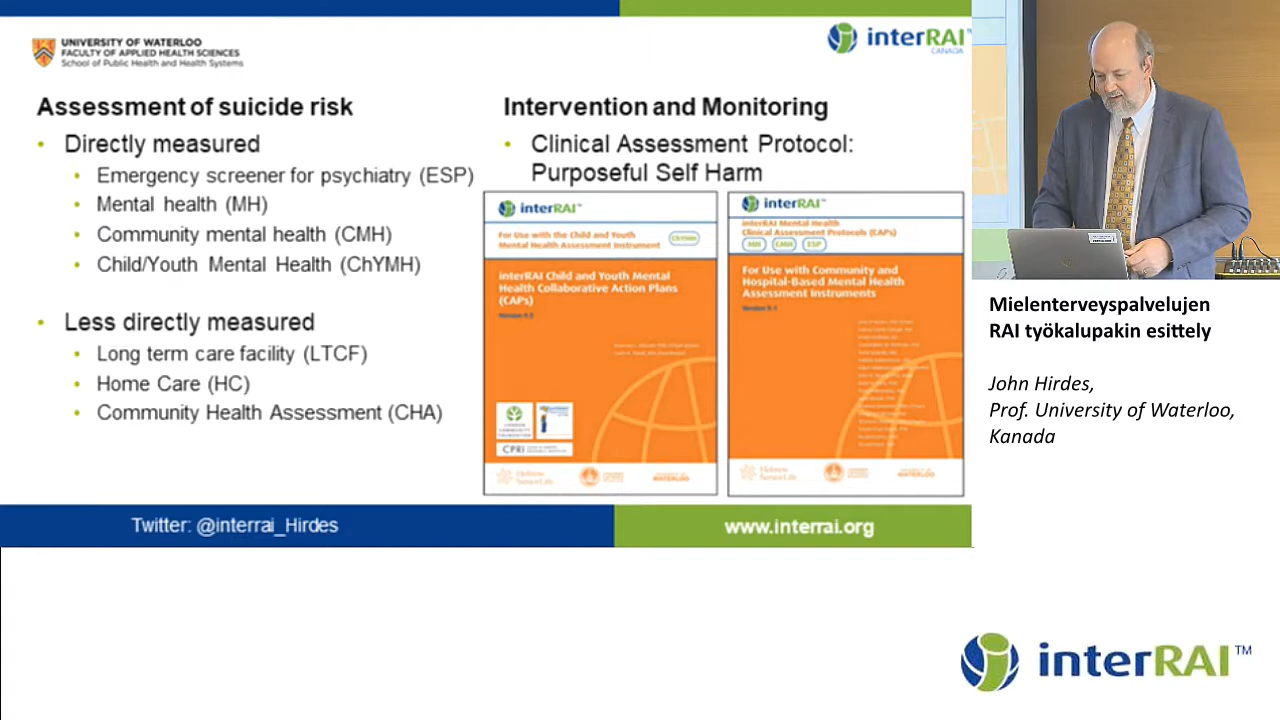 UNIVERSITY OF WATERLOO
FACULTY OF APPLIED HEALTH SCIENCES
School of Public Health and Health Systems
interRAI
CANADA
Assessment of suicide risk
• Directly measured
• Emergency screener for psychiatry (ESP)
• Mental health (MH)
• Community mental health (CMH)
• Child/Youth Mental Health (ChYMH)
• Less directly measured
• Long term care facility (LTCF)
• Home Care (HC)
• Community Health Assessment (CHA)
Intervention and Monitoring
• Clinical Assessment Protocol:
Purposeful Self Harm
interRAI™
For Use with the Child and Youth
Mental Health Assessment Instrument
ChYMH
interRAI Child and Youth Mental
Health Collaborative Action Plans
(CAPs)
CPRI
interRAI™
interRAI Mental Health
Clinical Assessment Protocols (CAPs)
MH CMH ESP
For Use with Community and
Hospital-Based Mental Health
Assessment Instruments
Twitter: @interrai_Hirdes
www.interrai.org
Mielenterveyspalvelujen
RAI työkalupakin esittely
John Hirdes,
Prof. University of Waterloo,
Kanada
interRAI™